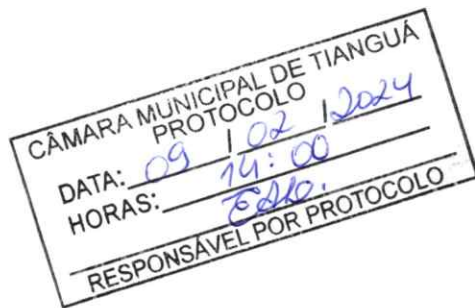 CÂMARA MUNICIPAL DE TIANGUÁ
PROTOCOLO
DATA: 09 / 02 / 2024
HORAS: 14:00
RESPONSÁVEL POR PROTOCOLO